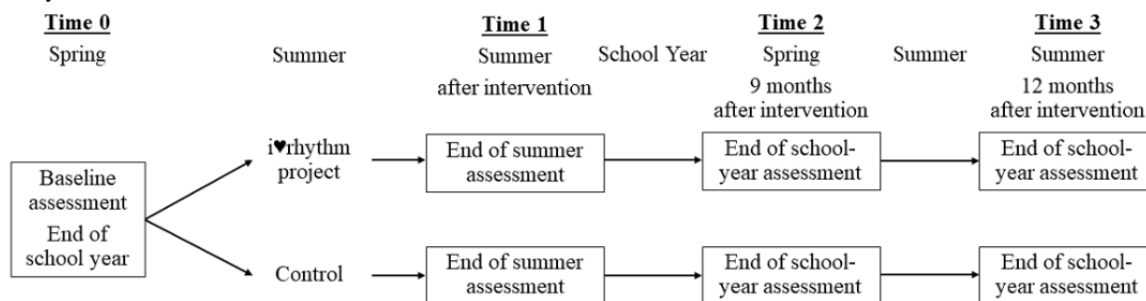 Time 0
Time 1
Time 2
Time 3
Spring
Summer
Summer
School Year
Spring
Summer
Summer
after intervention
9 months
after intervention
12 months
after intervention
i♥rhythm
project
End of summer
assessment
End of school-
year assessment
End of school-
year assessment
Baseline
assessment
End of
school year
Control
End of summer
assessment
End of school-
year assessment
End of school-
year assessment